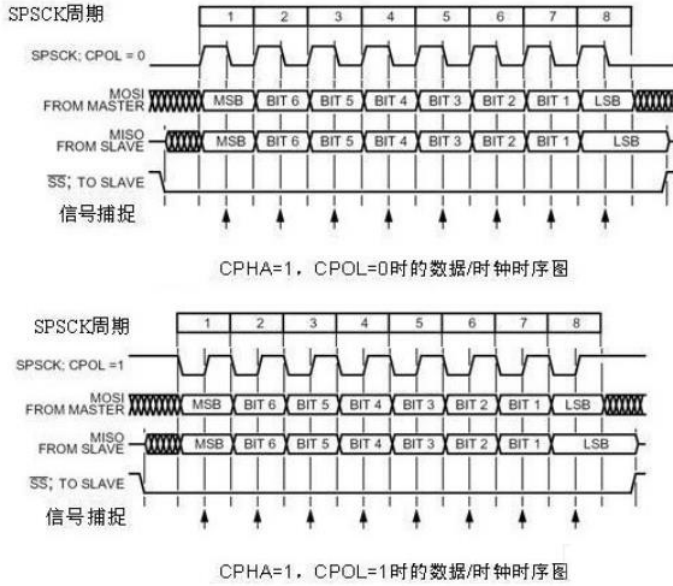 SPSCK周期 1 2 3 4 5 6 7 8
SPSCK; CPOL = 0
MOSI
FROM MASTER MSB BIT 6 BIT 5 BIT 4 BIT 3 BIT 2 BIT 1 LSB
MISO
FROM SLAVE MSB BIT 6 BIT 5 BIT 4 BIT 3 BIT 2 BIT 1 LSB
SS; TO SLAVE
信号捕捉
CPHA=1，CPOL=0时的数据/时钟时序图
SPSCK周期 1 2 3 4 5 6 7 8
SPSCK; CPOL =1
MOSI
FROM MASTER MSB BIT 6 BIT 5 BIT 4 BIT 3 BIT 2 BIT 1 LSB
MISO
FROM SLAVE MSB BIT 6 BIT 5 BIT 4 BIT 3 BIT 2 BIT 1 LSB
SS; TO SLAVE
信号捕捉
CPHA=1，CPOL=1时的数据/时钟时序图